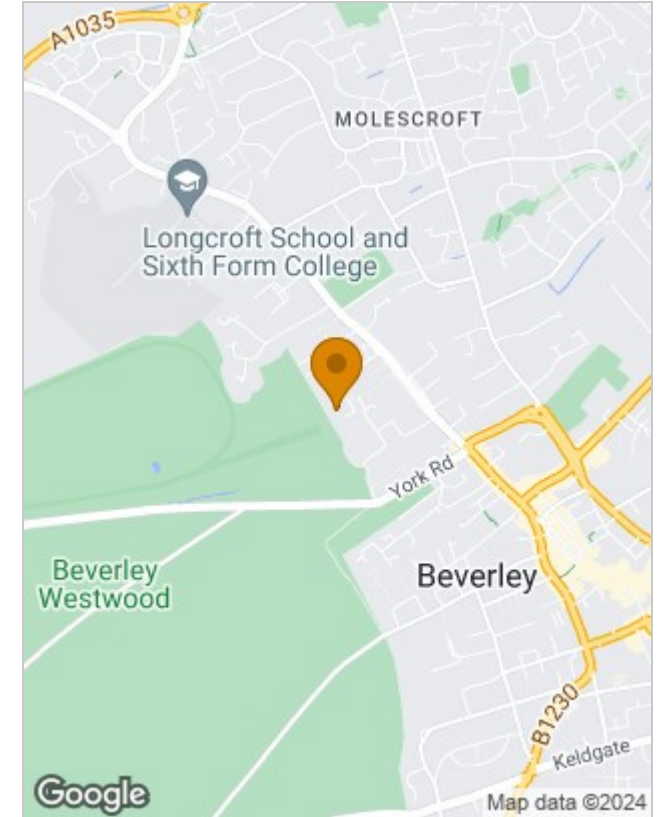 A1035
MOLESCROFT
Longcroft School and
Sixth Form College
York Rd
Beverley
Westwood
Beverley
B1230
Keldgate
Google
Map data ©2024